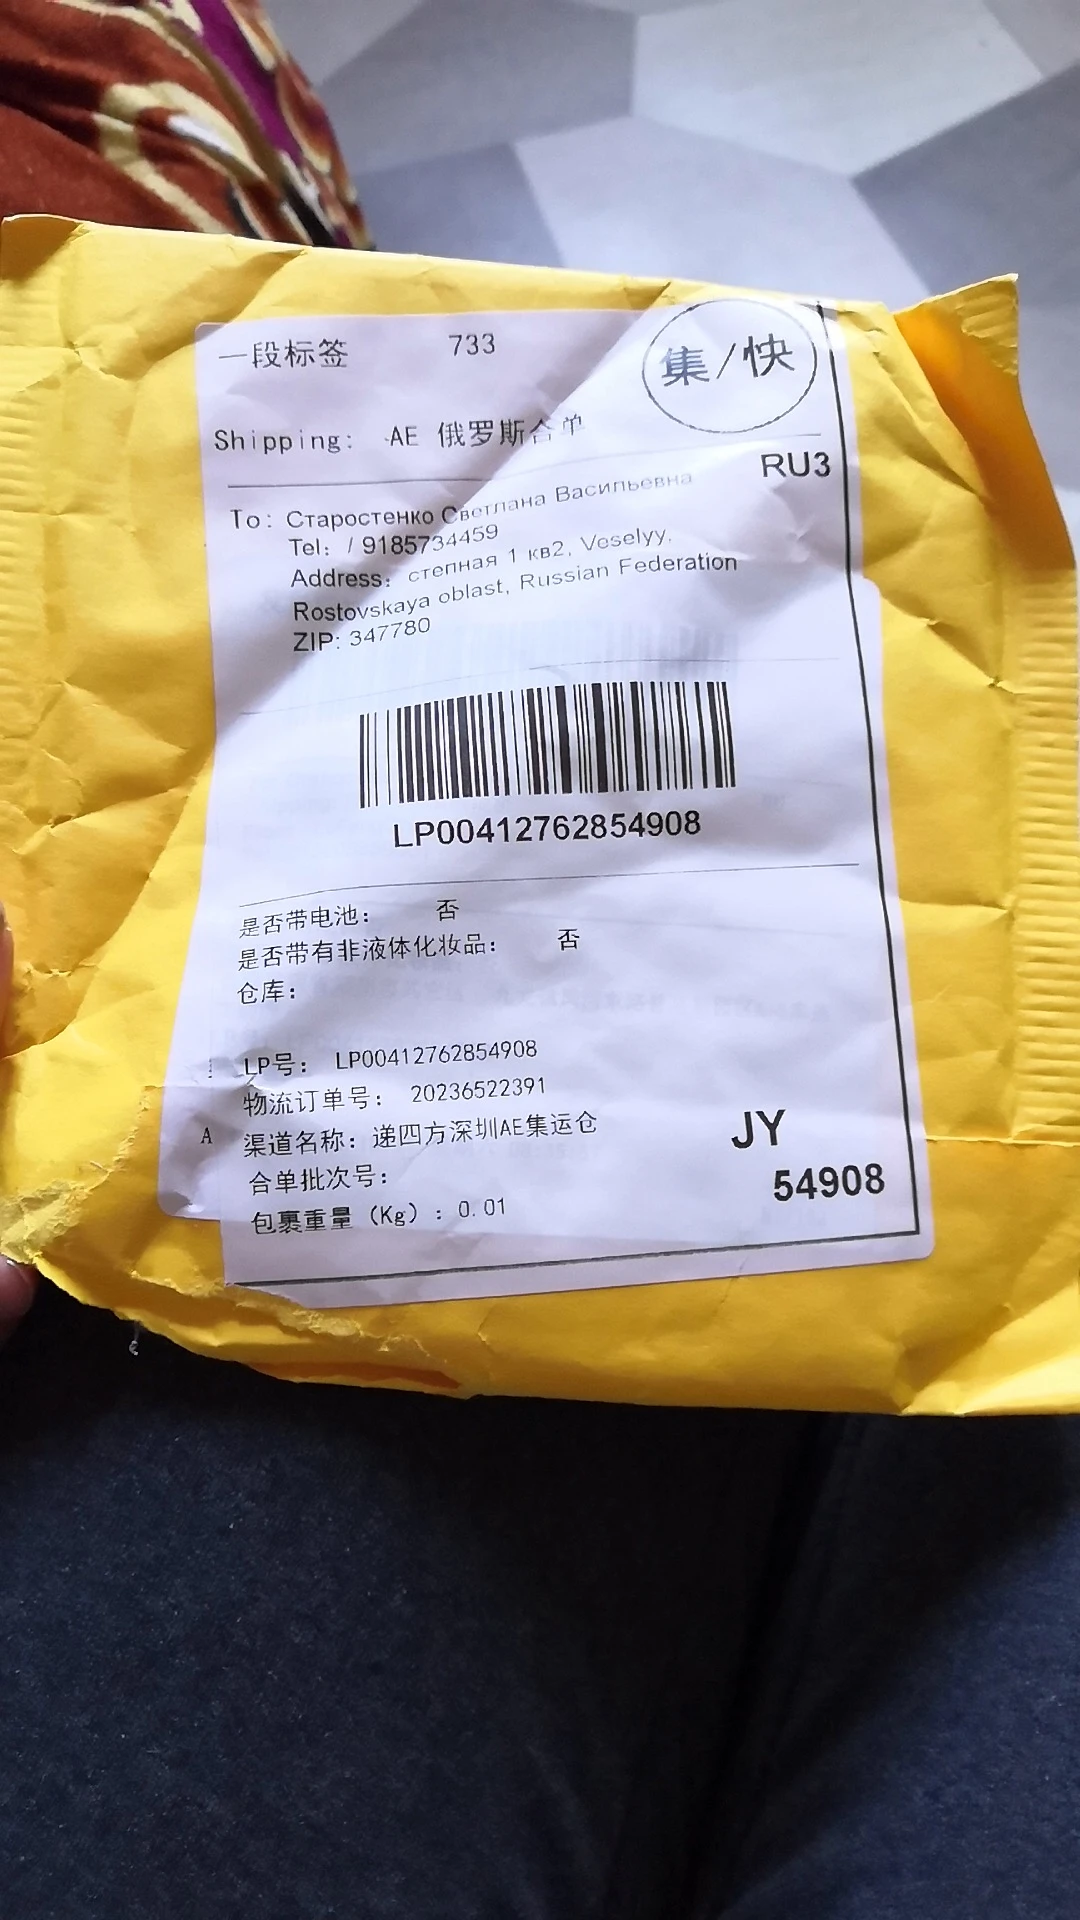 一段标签 733
集/快
Shipping: AE 俄罗斯合单
RU3
To: Старостенко Светлана Васильевна
Tel: / 9185734459
Address: степная 1 кв2, Veselyy,
Rostovskaya oblast, Russian Federation
ZIP: 347780
LP00412762854908
是否带电池： 否
是否带有非液体化妆品： 否
仓库：
LP号： LP00412762854908
物流订单号： 20236522391
A
渠道名称：递四方深圳AE集运仓
JY
合单批次号：
54908
包裹重量（Kg）：0.01